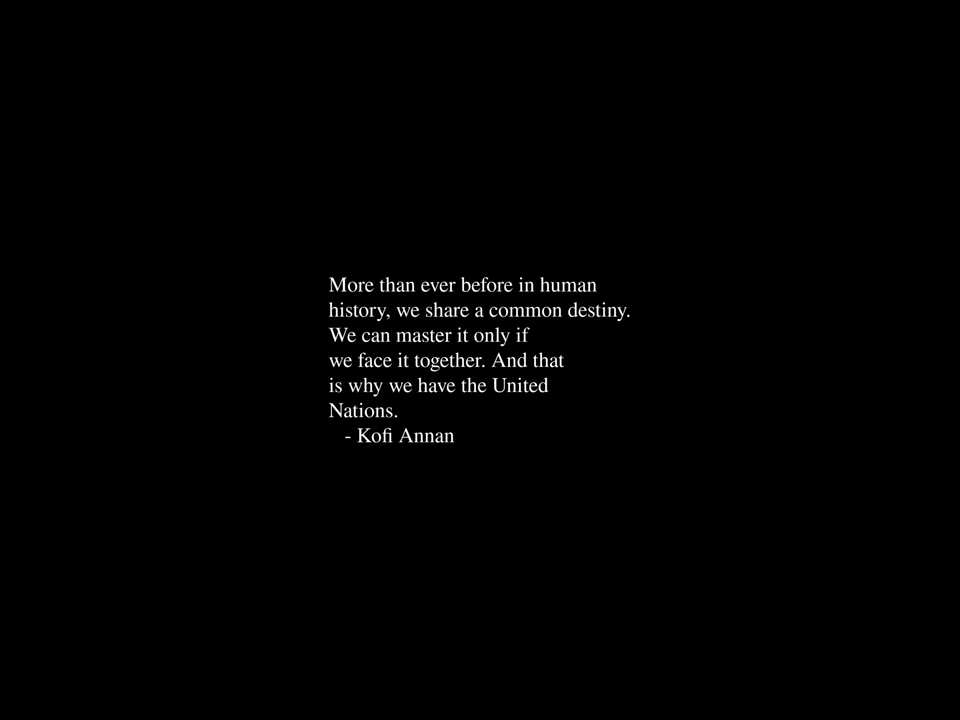 More than ever before in human
history, we share a common destiny.
We can master it only if
we face it together. And that
is why we have the United
Nations.
- Kofi Annan